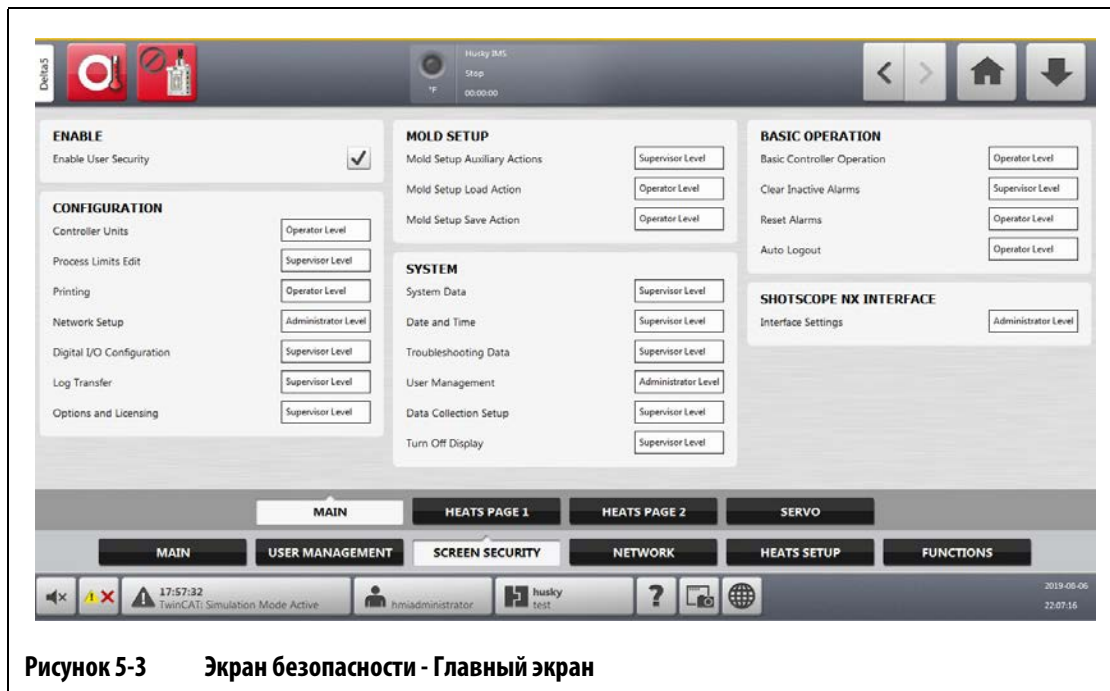 Delta5
Husky IMS
Stop
°F
00:00:00
ENABLE
Enable User Security
CONFIGURATION
Controller Units Operator Level
Process Limits Edit Supervisor Level
Printing Operator Level
Network Setup Administrator Level
Digital I/O Configuration Supervisor Level
Log Transfer Supervisor Level
Options and Licensing Supervisor Level
MOLD SETUP
Mold Setup Auxiliary Actions Supervisor Level
Mold Setup Load Action Operator Level
Mold Setup Save Action Operator Level
SYSTEM
System Data Supervisor Level
Date and Time Supervisor Level
Troubleshooting Data Supervisor Level
User Management Administrator Level
Data Collection Setup Supervisor Level
Turn Off Display Supervisor Level
BASIC OPERATION
Basic Controller Operation Operator Level
Clear Inactive Alarms Supervisor Level
Reset Alarms Operator Level
Auto Logout Operator Level
SHOTSCOPE NX INTERFACE
Interface Settings Administrator Level
MAIN HEATS PAGE 1 HEATS PAGE 2 SERVO
MAIN USER MANAGEMENT SCREEN SECURITY NETWORK HEATS SETUP FUNCTIONS
17:57:32
TwinCAT: Simulation Mode Active
hmiadministrator
husky
test
?
2019-08-06
22:07:16
Рисунок 5-3 Экран безопасности - Главный экран